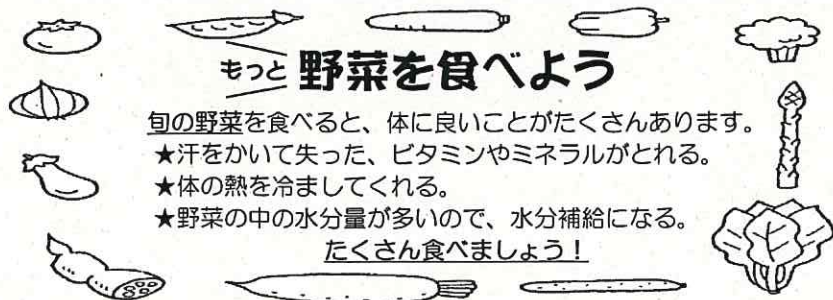 もっと 野菜を食べよう
旬の野菜を食べると、体に良いことがたくさんあります。
★汗をかいて失った、ビタミンやミネラルがとれる。
★体の熱を冷ましてくれる。
★野菜の中の水分量が多いので、水分補給になる。
たくさん食べましょう!